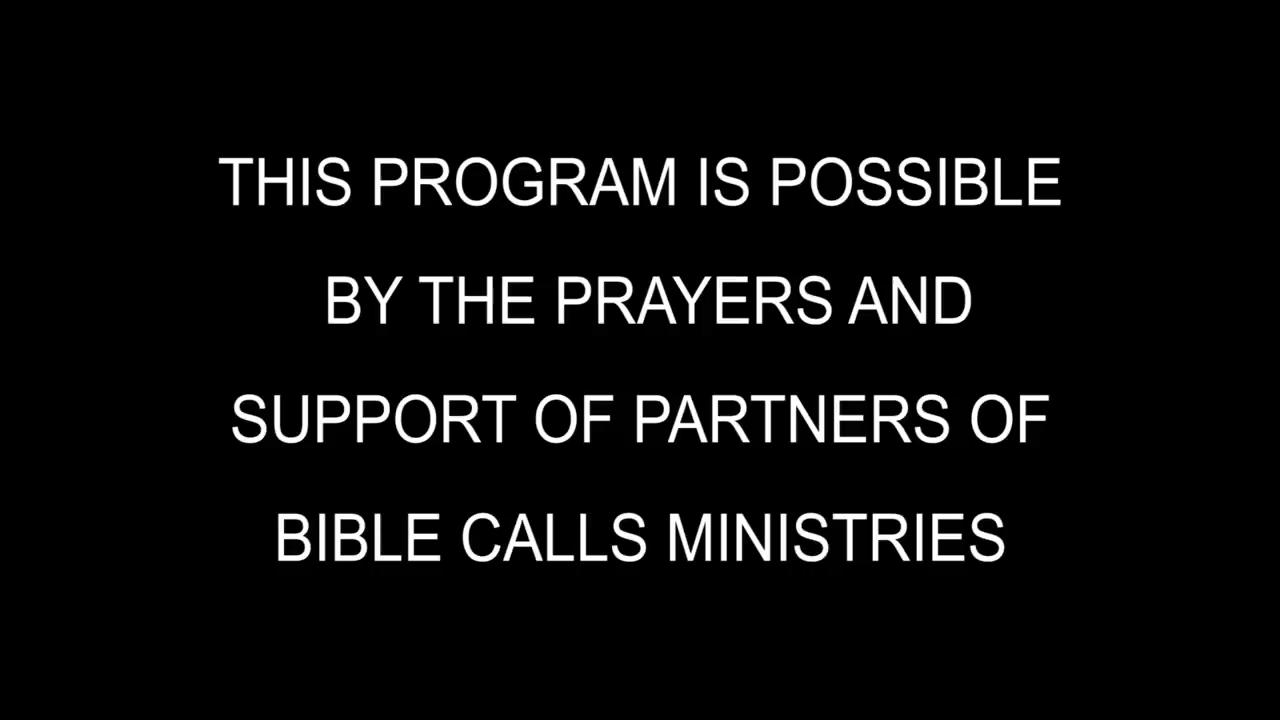 THIS PROGRAM IS POSSIBLE
BY THE PRAYERS AND
SUPPORT OF PARTNERS OF
BIBLE CALLS MINISTRIES